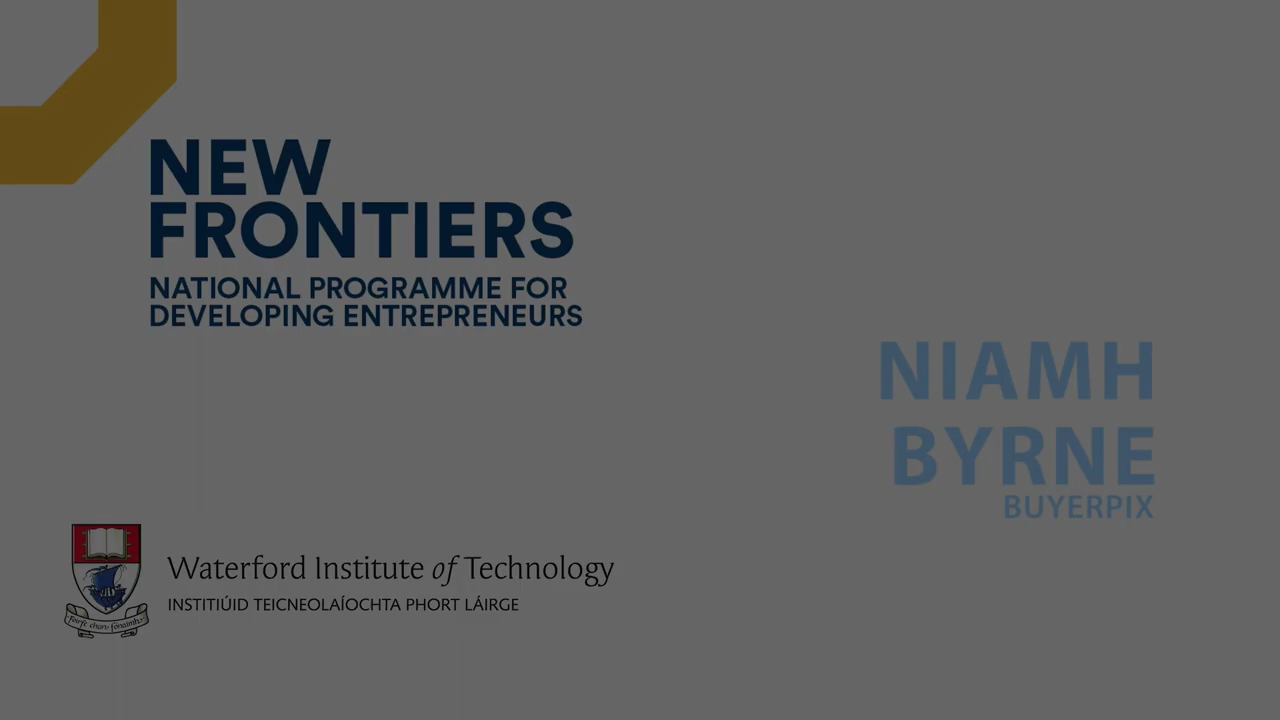 NEW
FRONTIERS
NATIONAL PROGRAMME FOR
DEVELOPING ENTREPRENEURS
NIAMH
BYRNE
BUYERPIX
Waterford Institute of Technology
INSTITIÚID TEICNEOLAÍOCHTA PHORT LÁIRGE